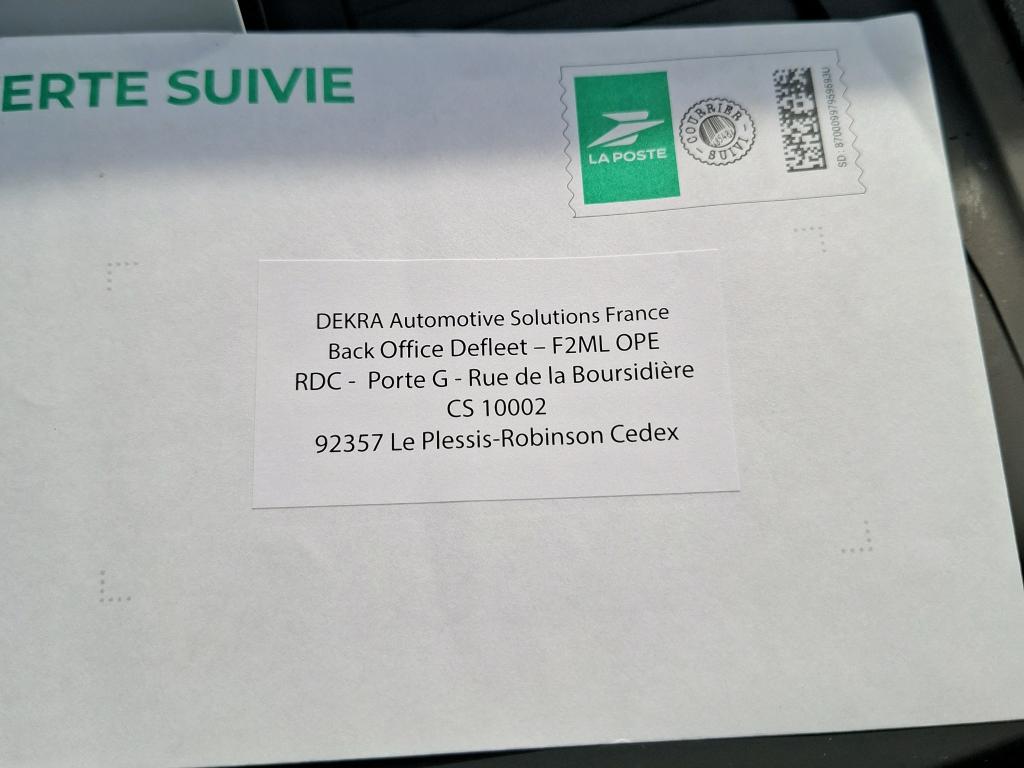 ERTE SUIVIE
LA POSTE
COURRIER
SUIVI
DEKRA Automotive Solutions France
Back Office Defleet – F2ML OPE
RDC - Porte G - Rue de la Boursidière
CS 10002
92357 Le Plessis-Robinson Cedex